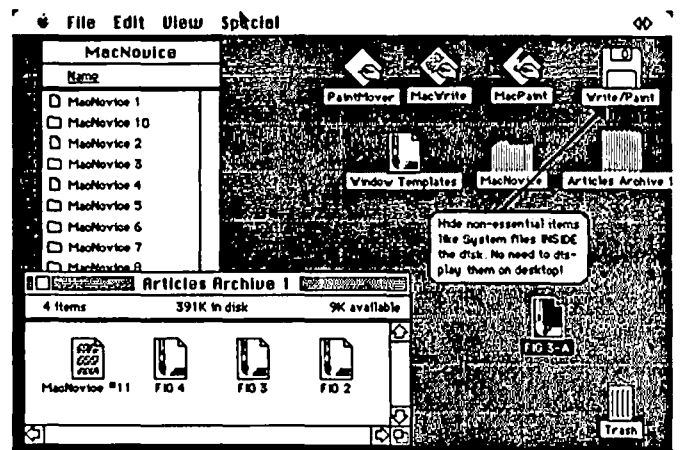 File Edit View Special
MacNovice
Name
MacNovice 1
MacNovice 10
MacNovice 2
MacNovice 3
MacNovice 4
MacNovice 5
MacNovice 6
MacNovice 7
MacNovice 8
PaintMover
MacWrite
MacPaint
Write/Paint
Window Templates
MacNovice
Articles Archive 1
Hide non-essential items
like System files INSIDE
the disk. No need to dis-
play them on desktop!
Articles Archive 1
4 items 391K in disk 9K available
MacNovice #11
FIG 4
FIG 3
FIG 2
FIG 3-A
Trash